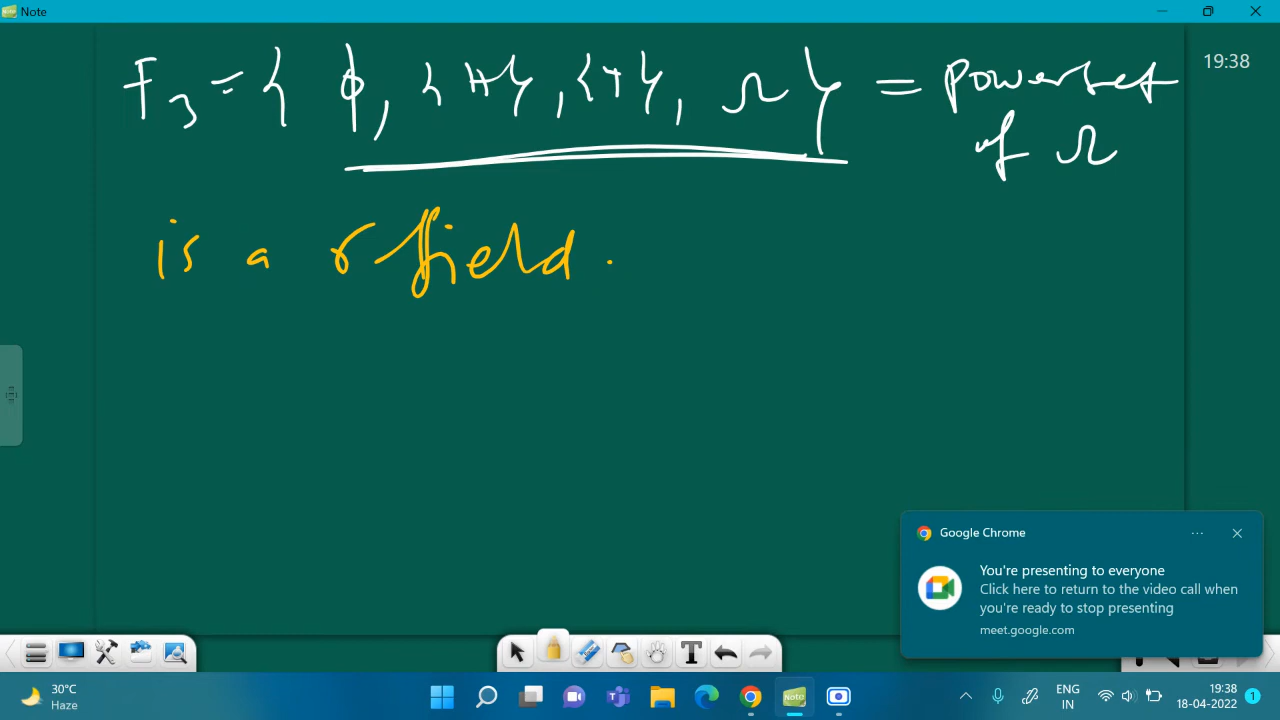 Note
19:38
F₃ = { ϕ, {H}, {T}, Ω } = powerset
of Ω
is a σ-field.
Google Chrome
You're presenting to everyone
Click here to return to the video call when
you're ready to stop presenting
meet.google.com
T
30°C
Haze
Note
ENG
IN
19:38
18-04-2022
1